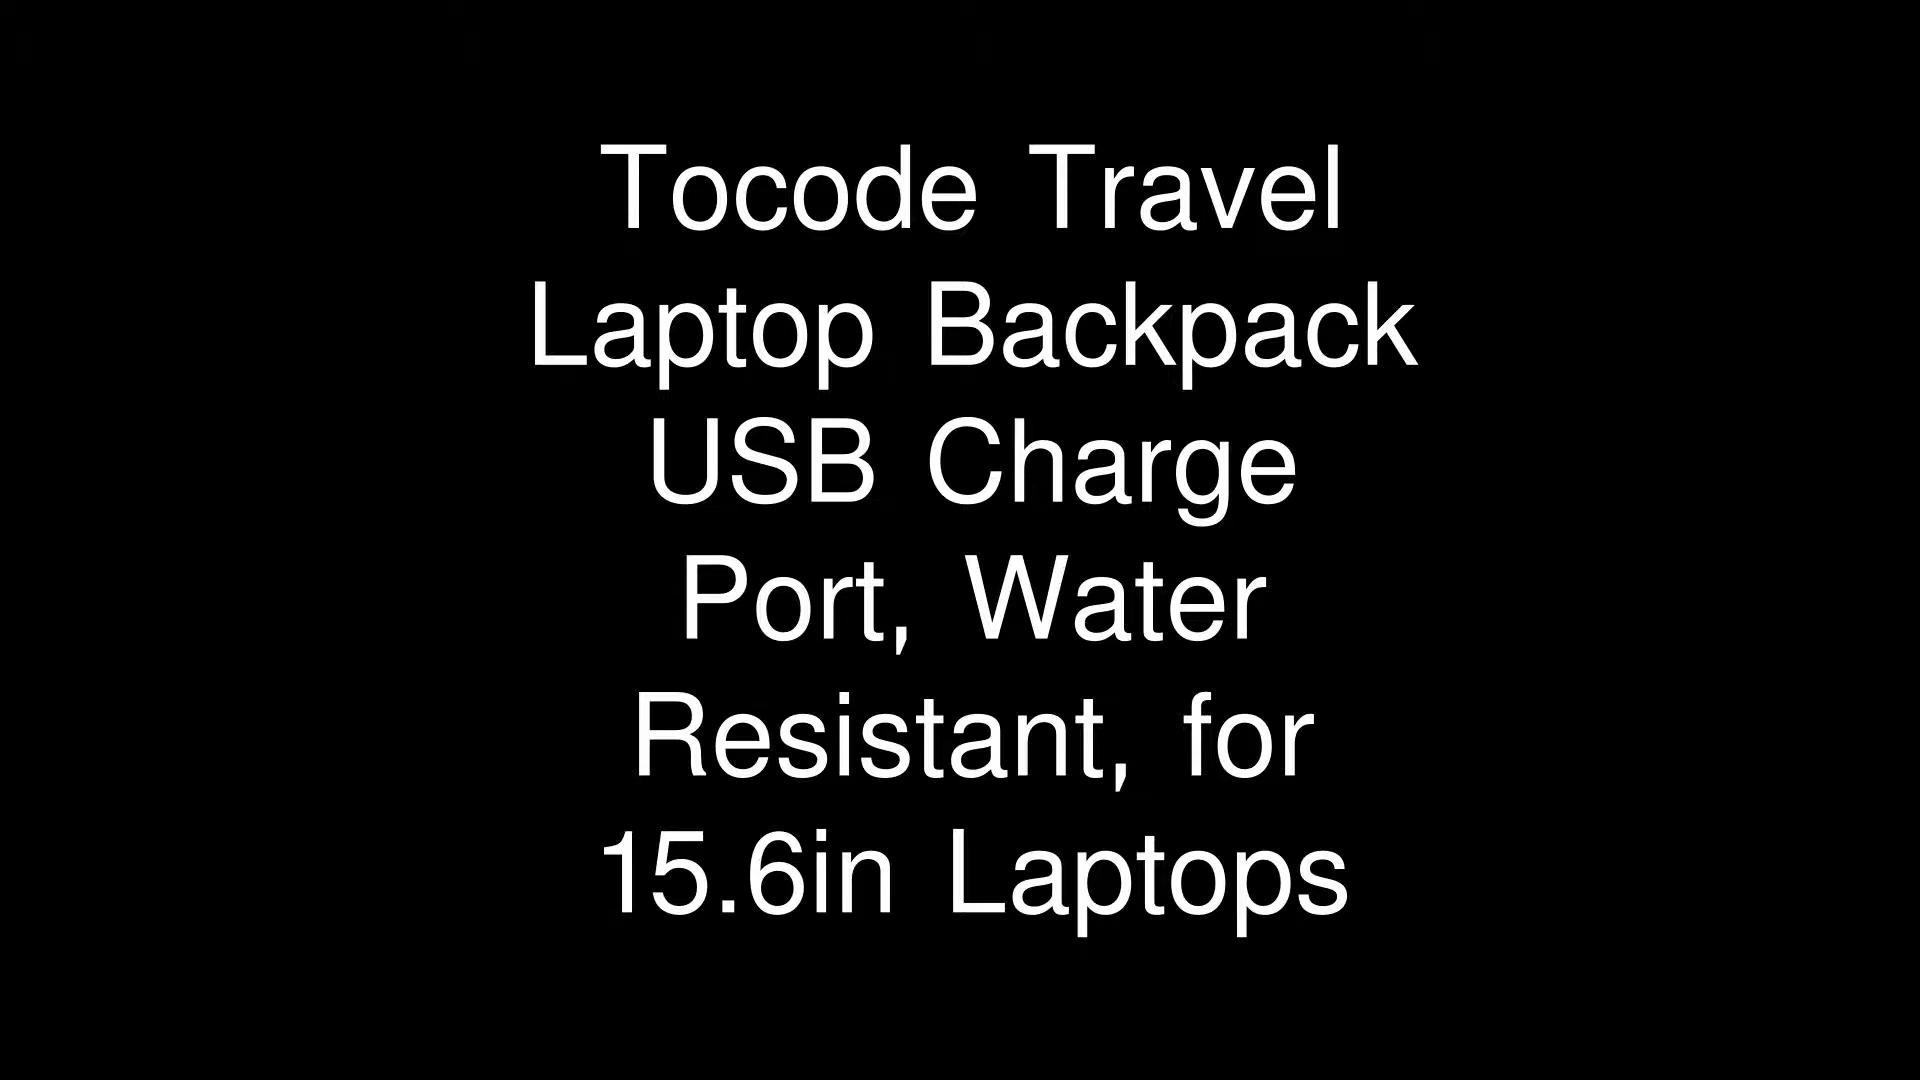 Tocode Travel
Laptop Backpack
USB Charge
Port, Water
Resistant, for
15.6in Laptops